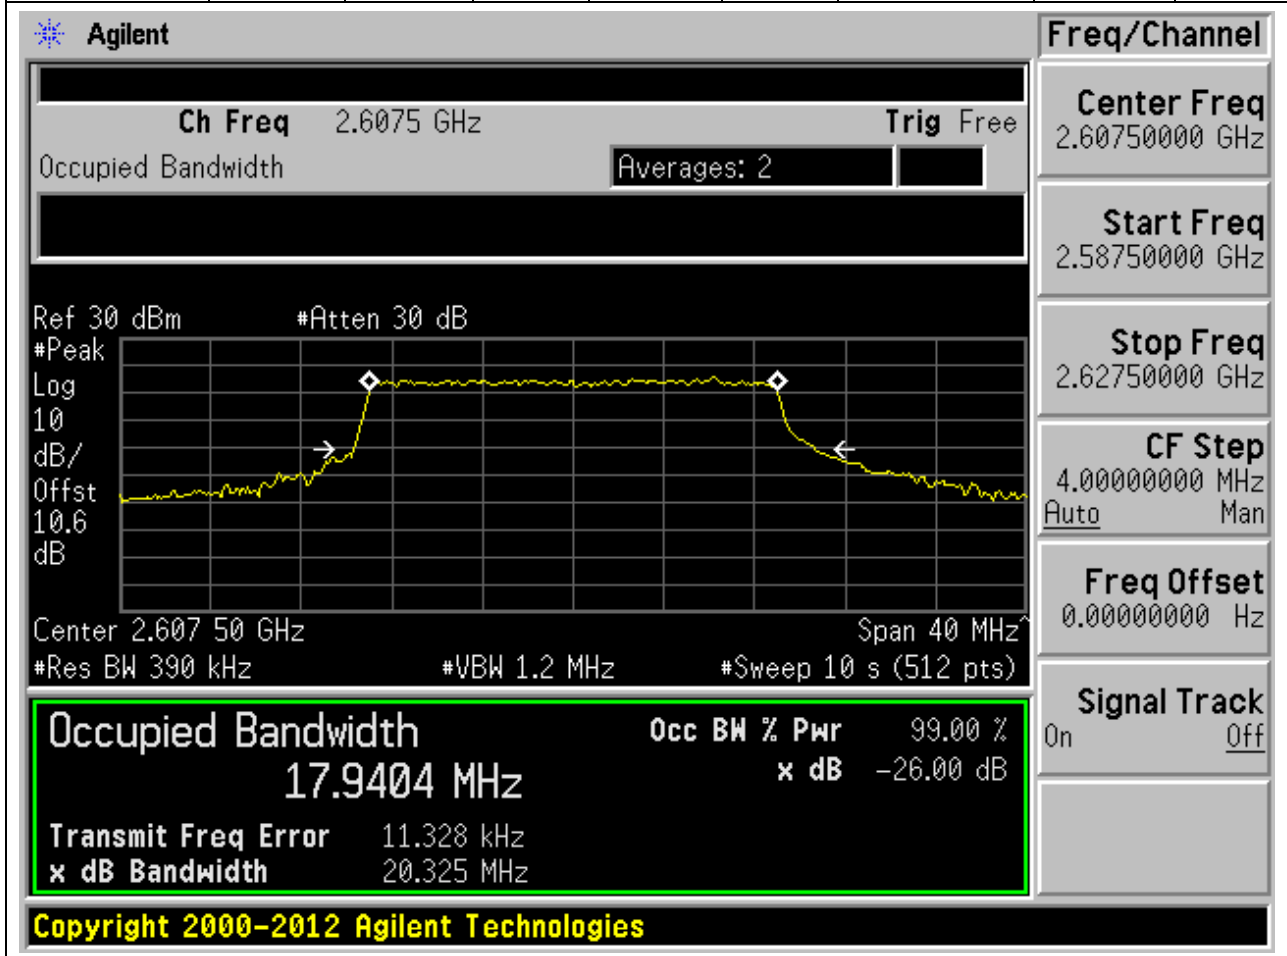 Agilent
Freq/Channel
Ch Freq 2.6075 GHz Trig Free
Occupied Bandwidth Averages: 2
Center Freq
2.60750000 GHz
Start Freq
2.58750000 GHz
Stop Freq
2.62750000 GHz
CF Step
4.00000000 MHz
Auto Man
Freq Offset
0.00000000 Hz
Signal Track
On Off
Ref 30 dBm #Atten 30 dB
#Peak
Log
10
dB/
Offst
10.6
dB
Center 2.607 50 GHz Span 40 MHz^
#Res BW 390 kHz #VBW 1.2 MHz #Sweep 10 s (512 pts)
Occupied Bandwidth
17.9404 MHz
Occ BW % Pwr 99.00 %
x dB -26.00 dB
Transmit Freq Error 11.328 kHz
x dB Bandwidth 20.325 MHz
Copyright 2000-2012 Agilent Technologies